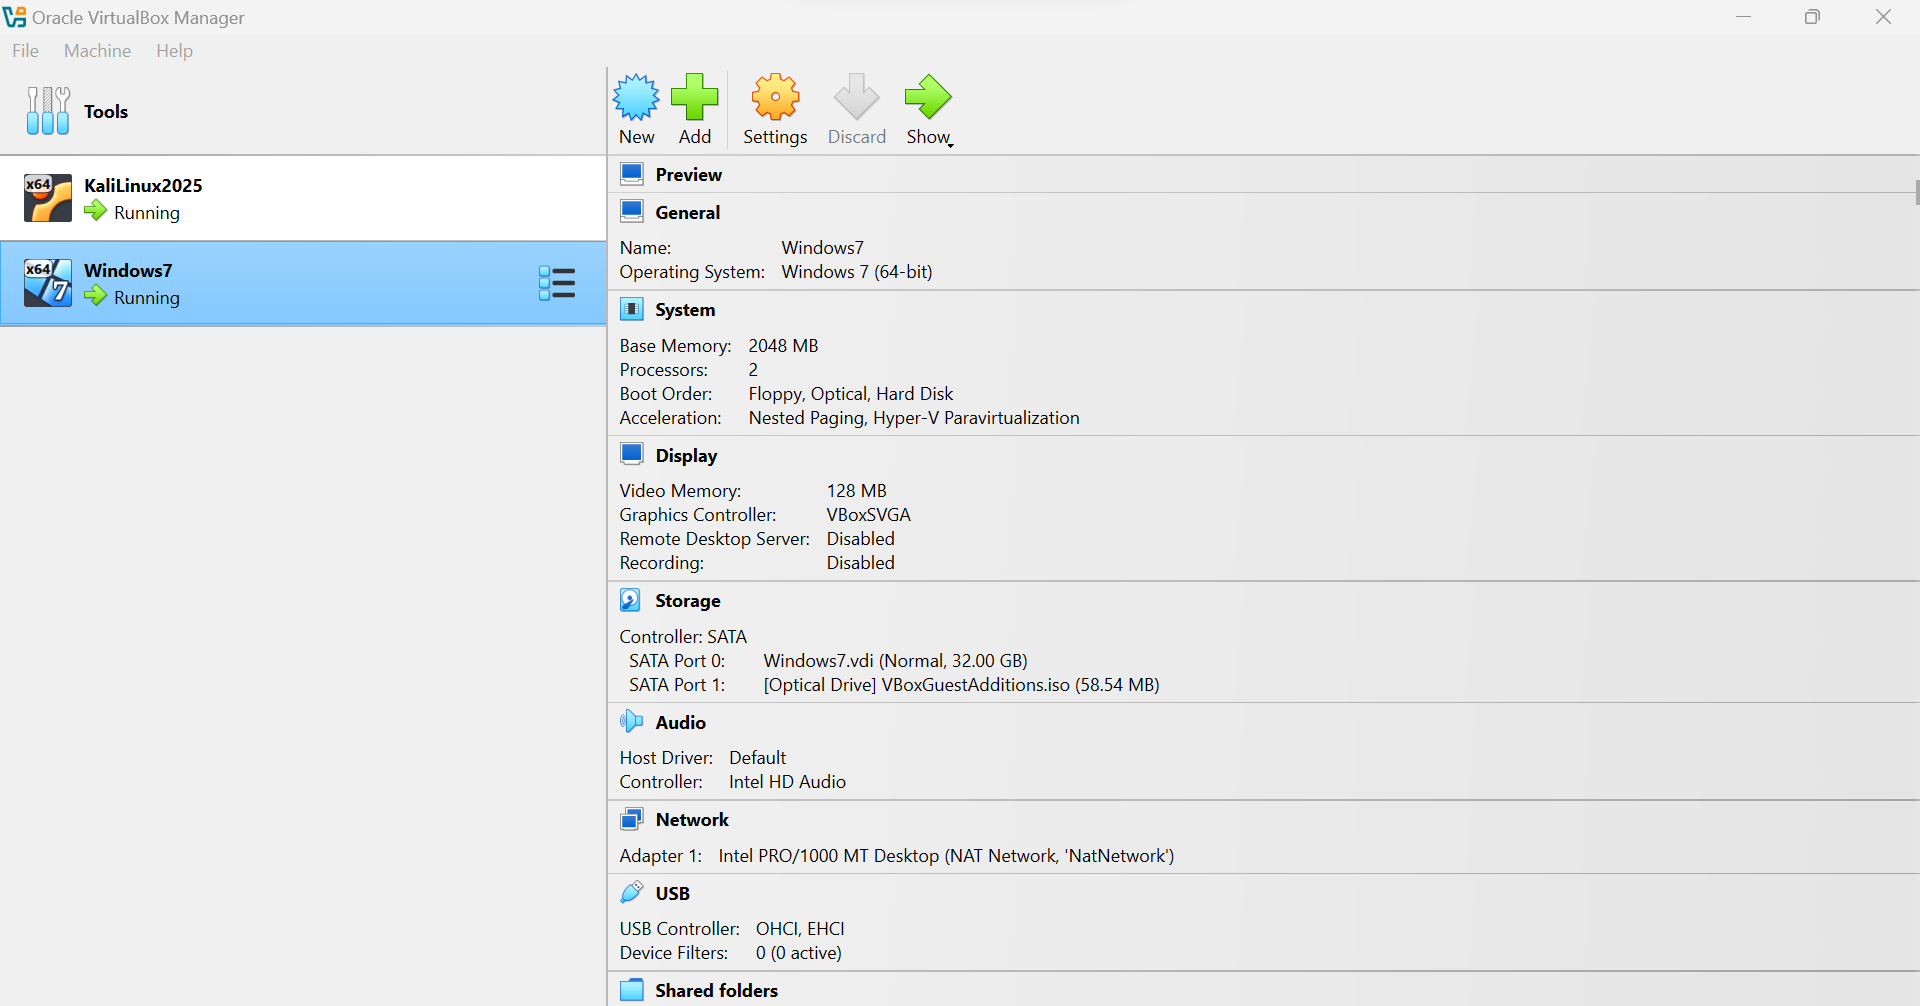 Oracle VirtualBox Manager
File Machine Help
Tools
New Add Settings Discard Show
x64 KaliLinux2025
Running
x64 7 Windows7
Running
Preview
General
Name: Windows7
Operating System: Windows 7 (64-bit)
System
Base Memory: 2048 MB
Processors: 2
Boot Order: Floppy, Optical, Hard Disk
Acceleration: Nested Paging, Hyper-V Paravirtualization
Display
Video Memory: 128 MB
Graphics Controller: VBoxSVGA
Remote Desktop Server: Disabled
Recording: Disabled
Storage
Controller: SATA
SATA Port 0: Windows7.vdi (Normal, 32.00 GB)
SATA Port 1: [Optical Drive] VBoxGuestAdditions.iso (58.54 MB)
Audio
Host Driver: Default
Controller: Intel HD Audio
Network
Adapter 1: Intel PRO/1000 MT Desktop (NAT Network, 'NatNetwork')
USB
USB Controller: OHCI, EHCI
Device Filters: 0 (0 active)
Shared folders